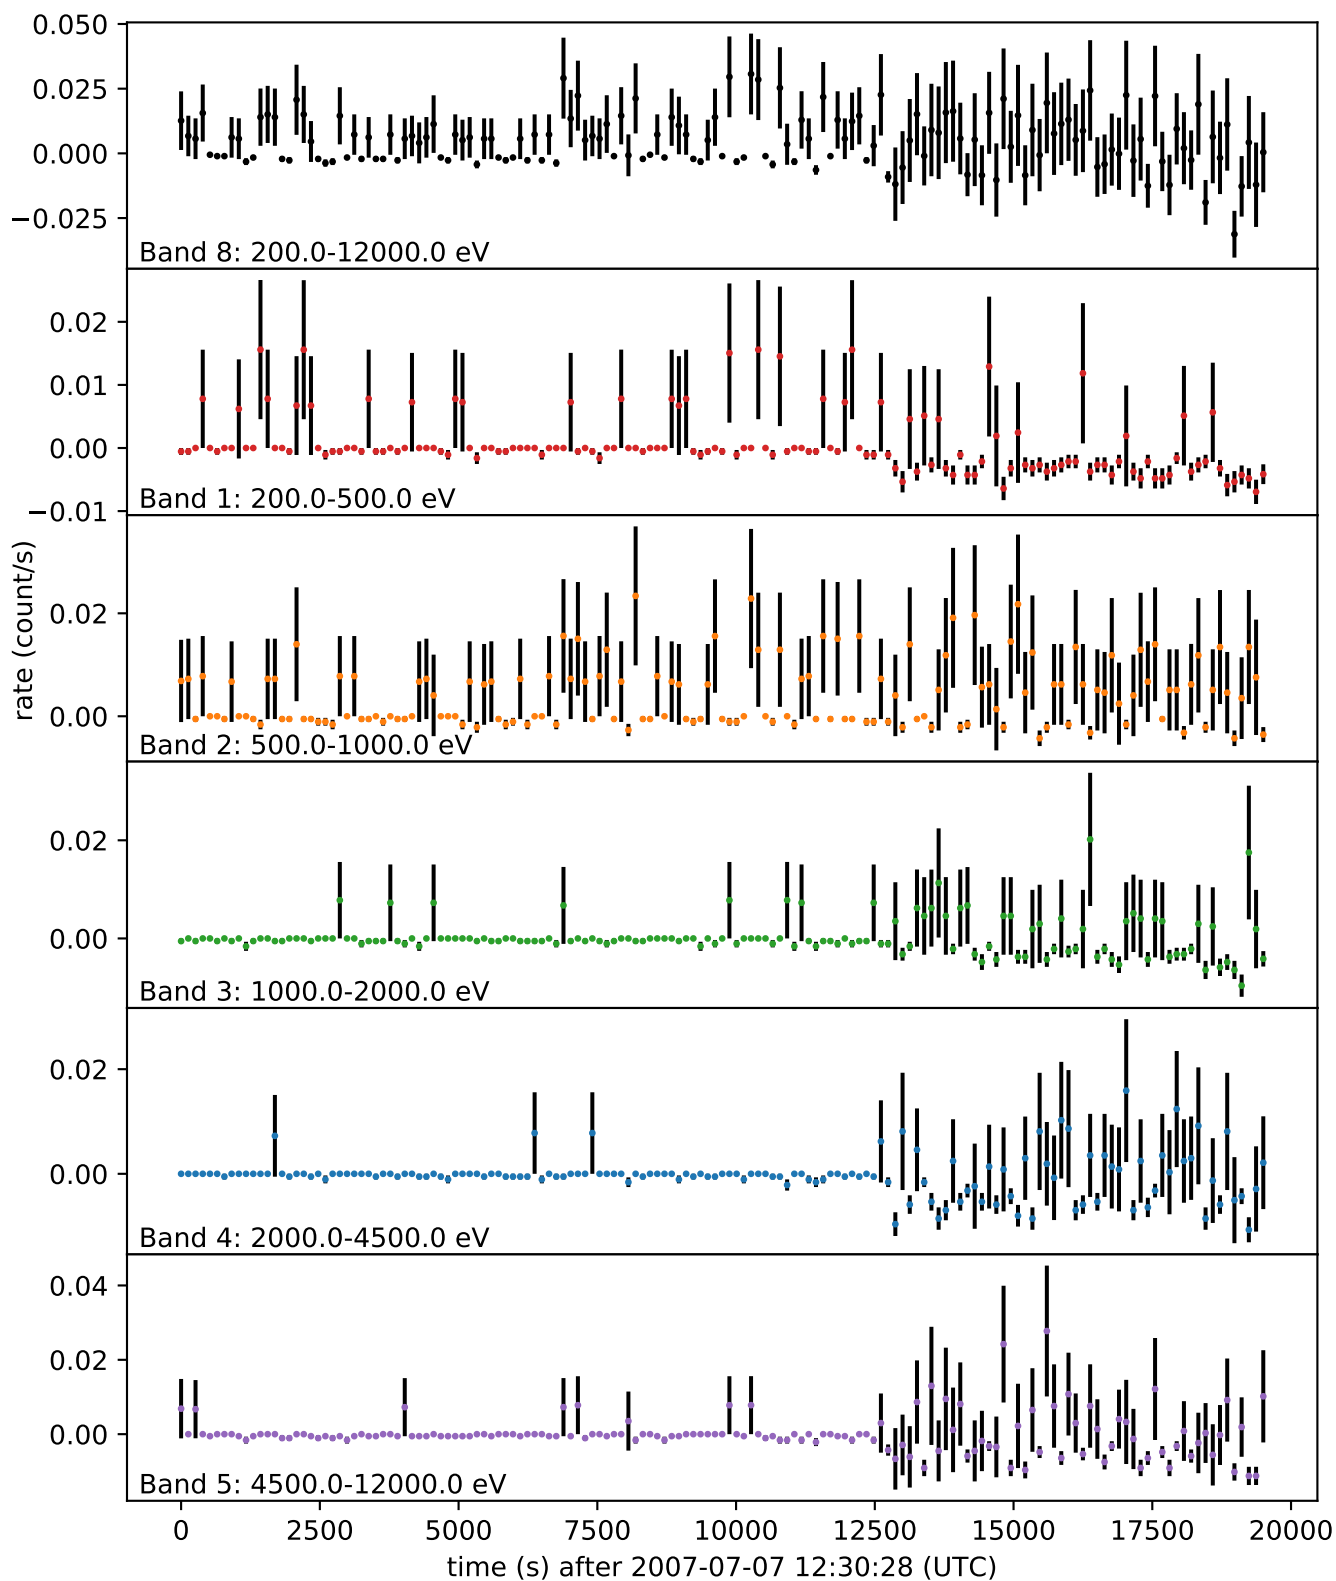 0.050
0.025
0.000
−0.025
Band 8: 200.0-12000.0 eV
0.02
0.01
0.00
−0.01
Band 1: 200.0-500.0 eV
rate (count/s)
0.02
0.00
Band 2: 500.0-1000.0 eV
0.02
0.00
Band 3: 1000.0-2000.0 eV
0.02
0.00
Band 4: 2000.0-4500.0 eV
0.04
0.02
0.00
Band 5: 4500.0-12000.0 eV
0 2500 5000 7500 10000 12500 15000 17500 20000
time (s) after 2007-07-07 12:30:28 (UTC)